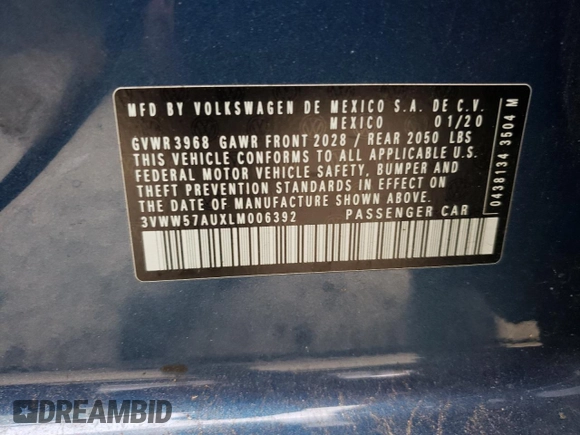 MFD BY VOLKSWAGEN DE MEXICO S.A. DE C.V.
MEXICO 01/20
GVWR 3968 GAWR FRONT 2028 / REAR 2050 LBS
THIS VEHICLE CONFORMS TO ALL APPLICABLE U.S.
FEDERAL MOTOR VEHICLE SAFETY, BUMPER AND
THEFT PREVENTION STANDARDS IN EFFECT ON
THE DATE OF MANUFACTURE SHOWN ABOVE.
3VWW57AUXLM006392 PASSENGER CAR
0438134 3504 M
DREAMBID